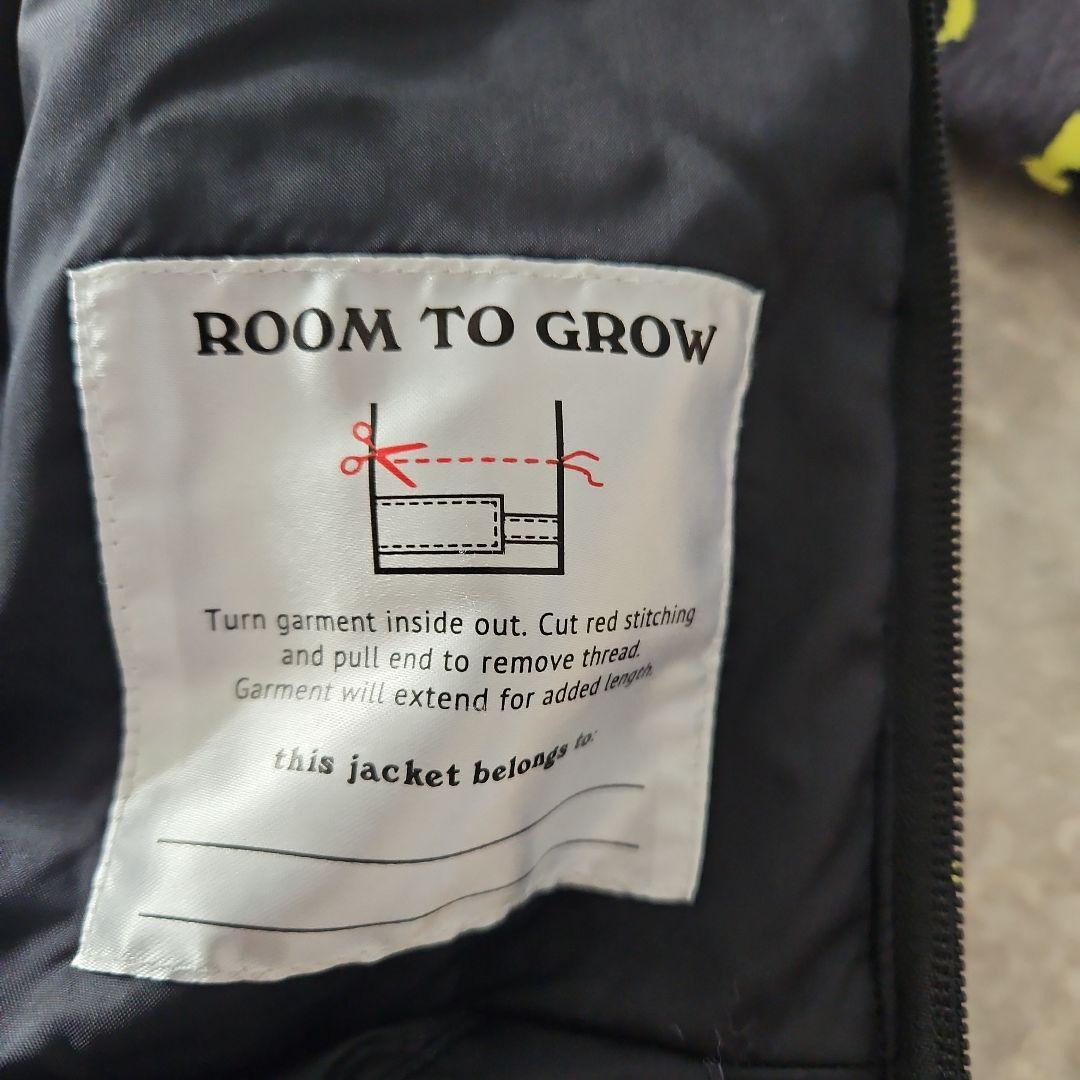 ROOM TO GROW
Turn garment inside out. Cut red stitching
and pull end to remove thread.
Garment will extend for added length.
this jacket belongs to: